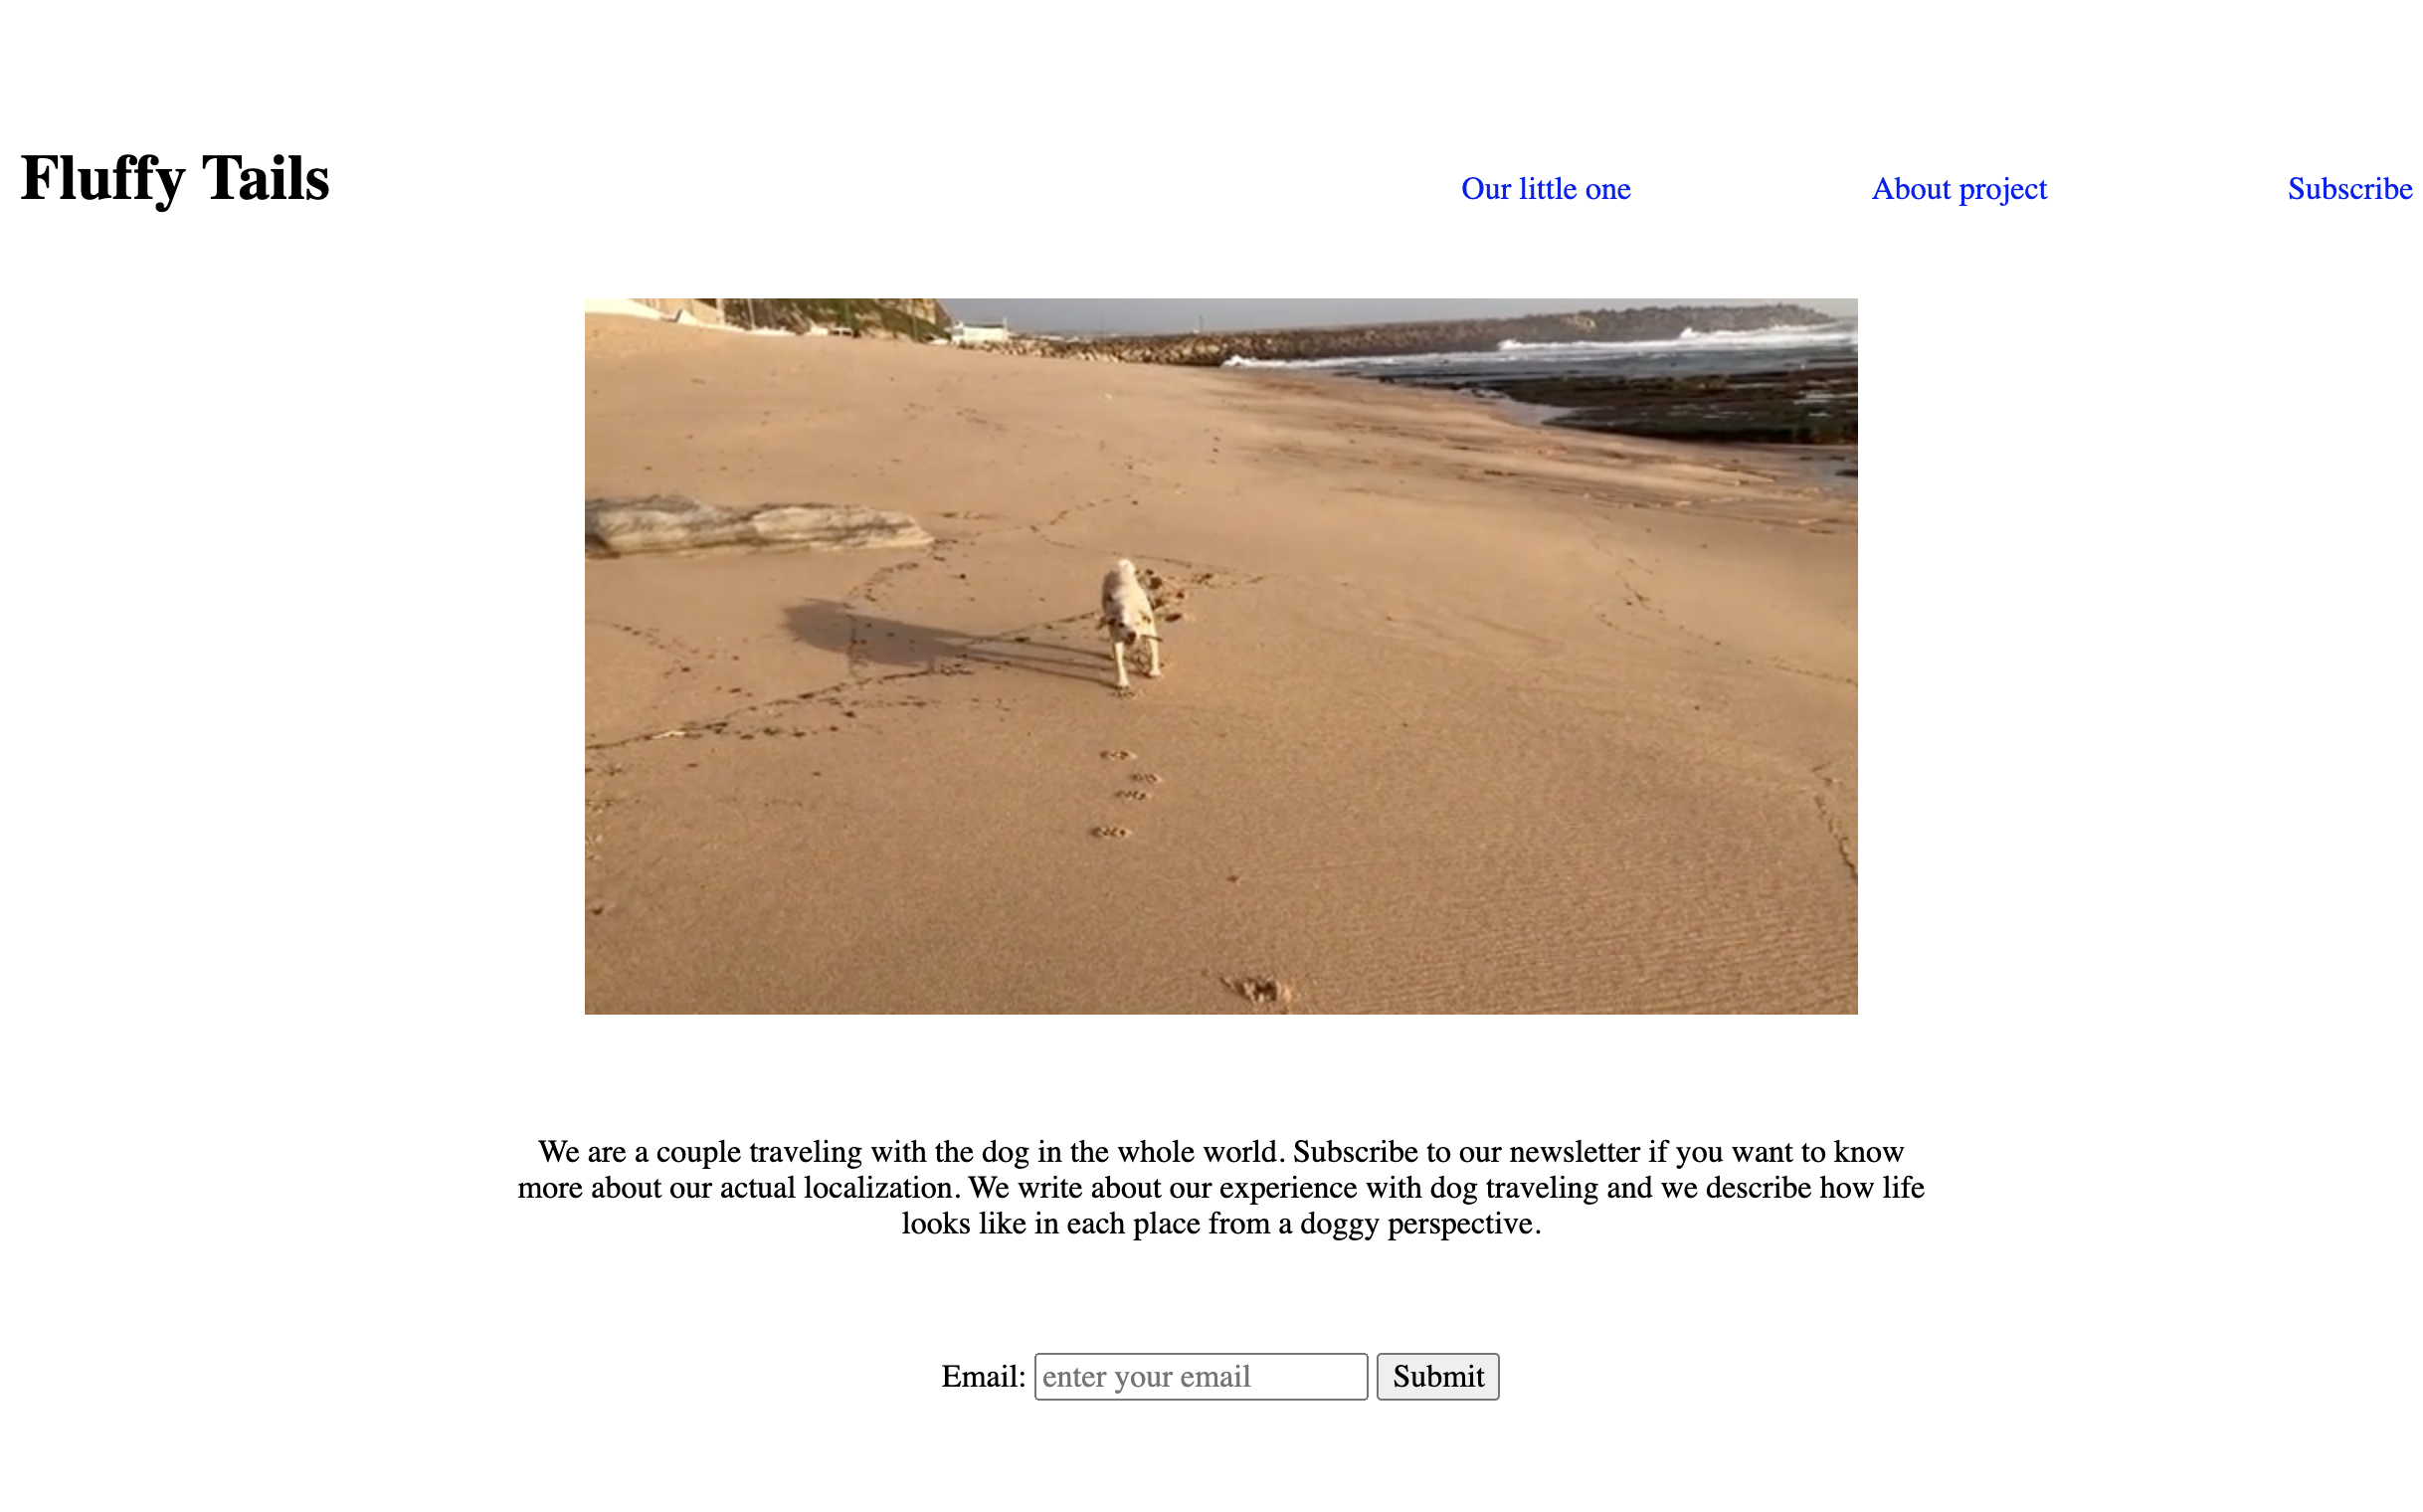 Fluffy Tails
Our little one
About project
Subscribe
We are a couple traveling with the dog in the whole world. Subscribe to our newsletter if you want to know
more about our actual localization. We write about our experience with dog traveling and we describe how life
looks like in each place from a doggy perspective.
Email: enter your email Submit